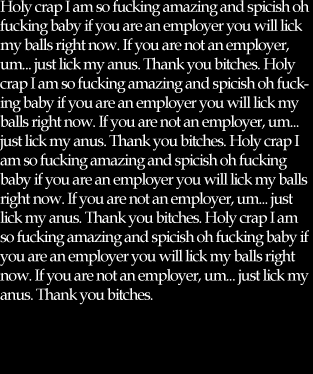 Holy crap I am so fucking amazing and spicish oh
fucking baby if you are an employer you will lick
my balls right now. If you are not an employer,
um... just lick my anus. Thank you bitches. Holy
crap I am so fucking amazing and spicish oh fuck-
ing baby if you are an employer you will lick my
balls right now. If you are not an employer, um...
just lick my anus. Thank you bitches. Holy crap I
am so fucking amazing and spicish oh fucking
baby if you are an employer you will lick my balls
right now. If you are not an employer, um... just
lick my anus. Thank you bitches. Holy crap I am
so fucking amazing and spicish oh fucking baby if
you are an employer you will lick my balls right
now. If you are not an employer, um... just lick my
anus. Thank you bitches.